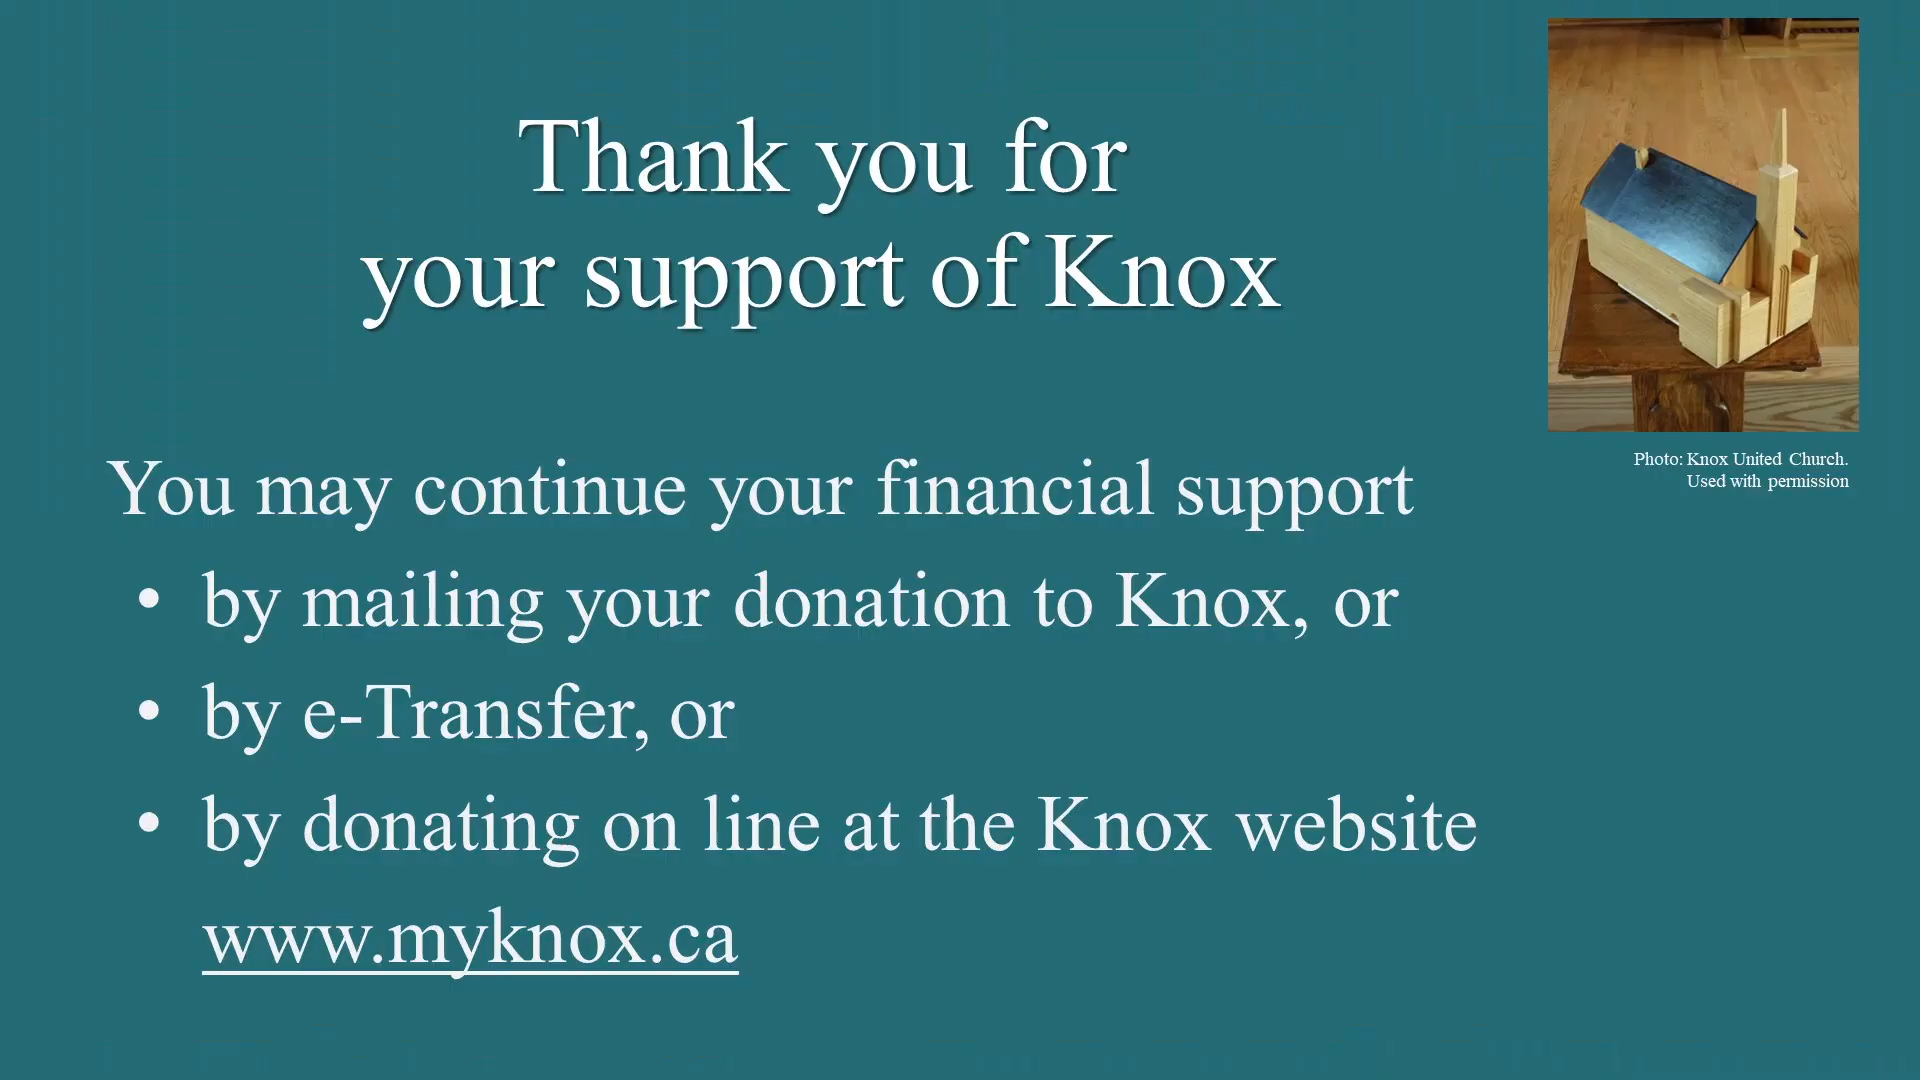 Thank you for
your support of Knox
Photo: Knox United Church.
Used with permission
You may continue your financial support
• by mailing your donation to Knox, or
• by e-Transfer, or
• by donating on line at the Knox website
www.myknox.ca